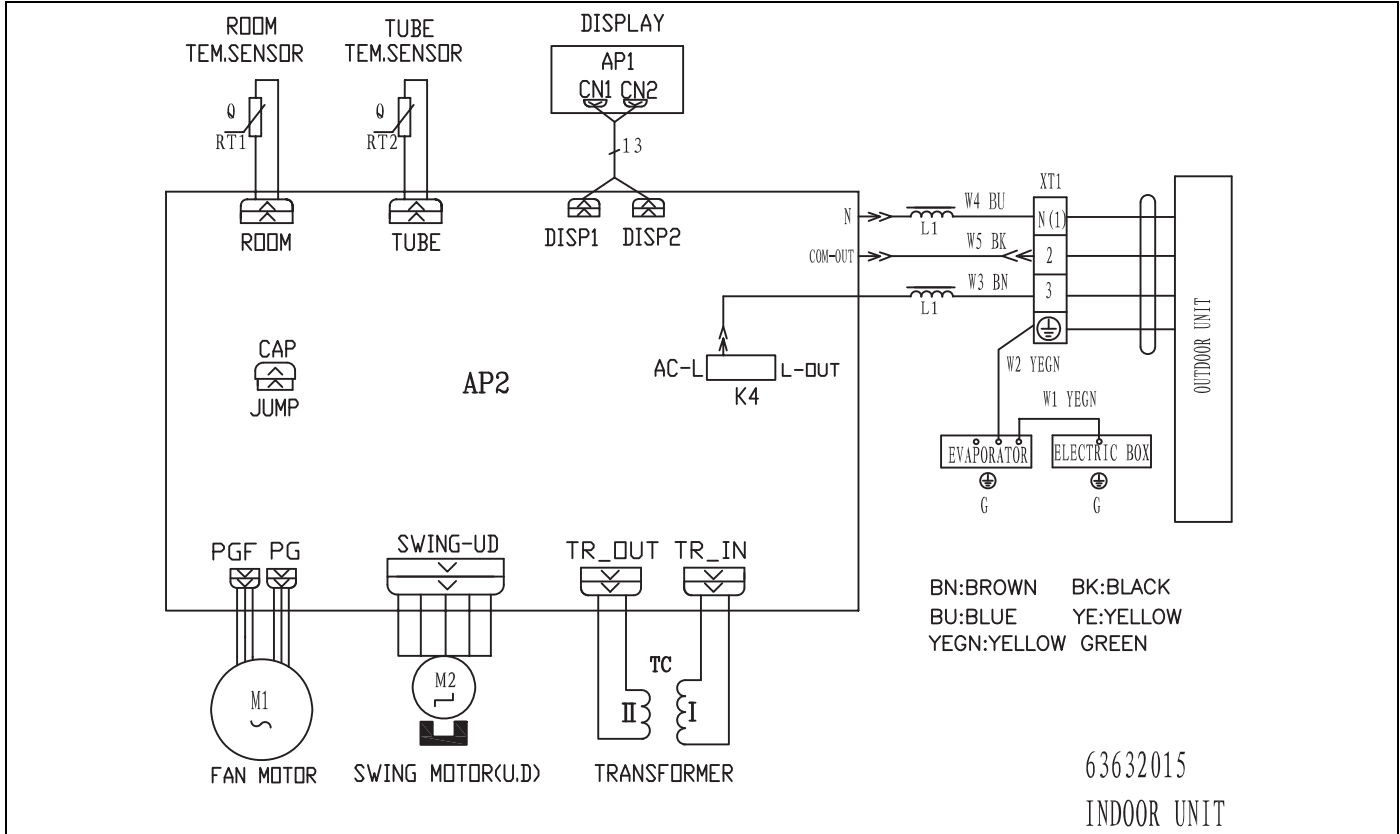 ROOM
TEM.SENSOR
TUBE
TEM.SENSOR
DISPLAY
AP1
CN1 CN2
RT1
RT2
13
ROOM
TUBE
DISP1 DISP2
N
COM-OUT
L1
W4 BU
W5 BK
L1
W3 BN
XT1
N(1)
2
3
OUTDOOR UNIT
CAP
JUMP
AP2
AC-L
L-OUT
K4
W2 YEGN
W1 YEGN
EVAPORATOR
ELECTRIC BOX
G
G
PGF PG
SWING-UD
TR_OUT TR_IN
M1
M2
TC
II
I
FAN MOTOR
SWING MOTOR(U.D)
TRANSFORMER
BN:BROWN BK:BLACK
BU:BLUE YE:YELLOW
YEGN:YELLOW GREEN
63632015
INDOOR UNIT